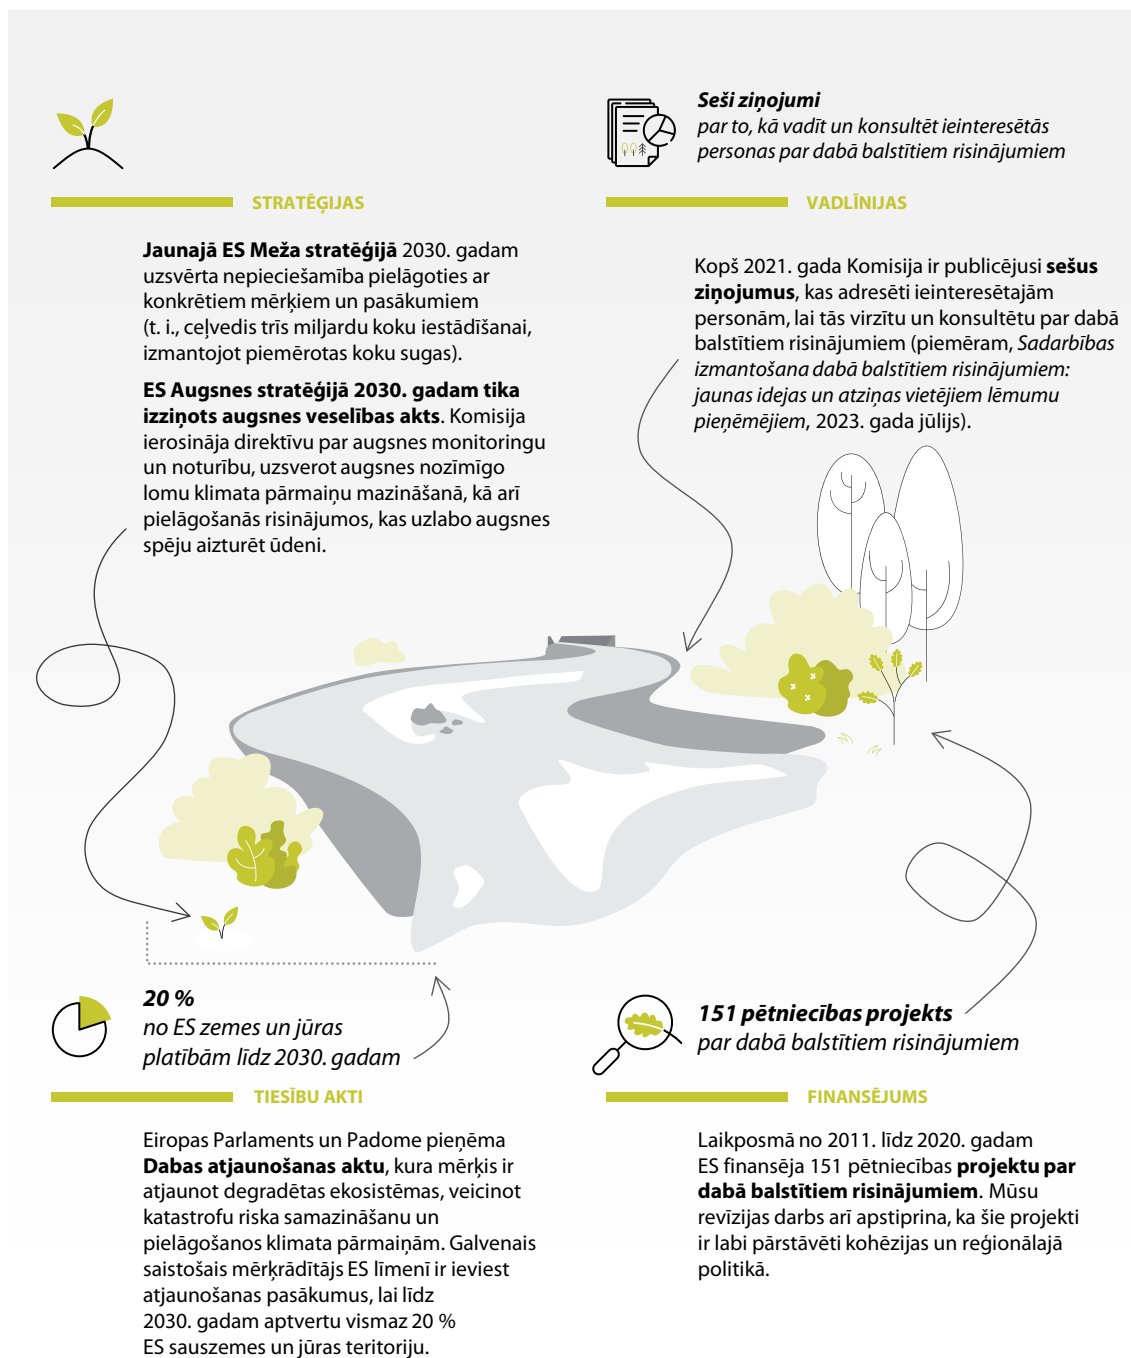 STRATĒĢIJAS
Jaunajā ES Meža stratēģijā 2030. gadam
uzsvērta nepieciešamība pielāgoties ar
konkrētiem mērķiem un pasākumiem
(t. i., ceļvedis trīs miljardu koku iestādīšanai,
izmantojot piemērotas koku sugas).
ES Augsnes stratēģijā 2030. gadam tika
izziņots augsnes veselības akts. Komisija
ierosināja direktīvu par augsnes monitoringu
un noturību, uzsverot augsnes nozīmīgo
lomu klimata pārmaiņu mazināšanā, kā arī
pielāgošanās risinājumos, kas uzlabo augsnes
spēju aizturēt ūdeni.
Seši ziņojumi
par to, kā vadīt un konsultēt ieinteresētās
personas par dabā balstītiem risinājumiem
VADLĪNIJAS
Kopš 2021. gada Komisija ir publicējusi sešus
ziņojumus, kas adresēti ieinteresētajām
personām, lai tās virzītu un konsultētu par dabā
balstītiem risinājumiem (piemēram, Sadarbības
izmantošana dabā balstītiem risinājumiem:
jaunas idejas un atziņas vietējiem lēmumu
pieņēmējiem, 2023. gada jūlijs).
20 %
no ES zemes un jūras
platībām līdz 2030. gadam
TIESĪBU AKTI
Eiropas Parlaments un Padome pieņēma
Dabas atjaunošanas aktu, kura mērķis ir
atjaunot degradētas ekosistēmas, veicinot
katastrofu riska samazināšanu un
pielāgošanos klimata pārmaiņām. Galvenais
saistošais mērķrādītājs ES līmenī ir ieviest
atjaunošanas pasākumus, lai līdz
2030. gadam aptvertu vismaz 20 %
ES sauszemes un jūras teritoriju.
151 pētniecības projekts
par dabā balstītiem risinājumiem
FINANSĒJUMS
Laikposmā no 2011. līdz 2020. gadam
ES finansēja 151 pētniecības projektu par
dabā balstītiem risinājumiem. Mūsu
revīzijas darbs arī apstiprina, ka šie projekti
ir labi pārstāvēti kohēzijas un reģionālajā
politikā.